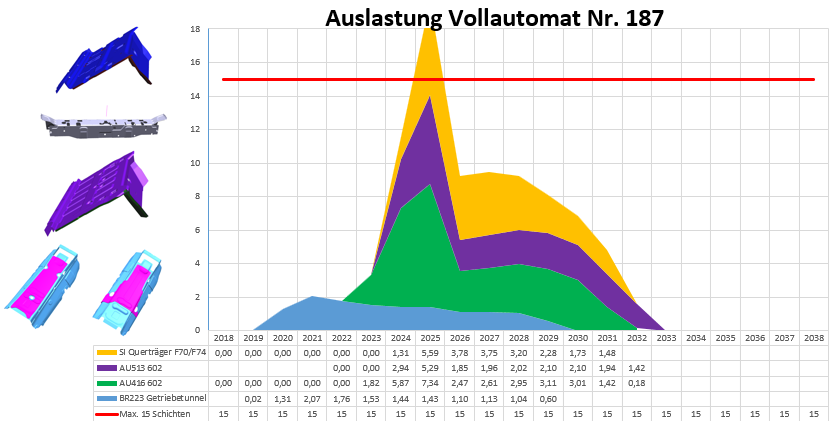 Auslastung Vollautomat Nr. 187
18
16
14
12
10
8
6
4
2
0
2018 2019 2020 2021 2022 2023 2024 2025 2026 2027 2028 2029 2030 2031 2032 2033 2034 2035 2036 2037 2038
SI Querträger F70/F74 0,00 0,00 0,00 0,00 0,00 0,00 1,31 5,59 3,78 3,75 3,20 2,28 1,73 1,48
AU513 602 0,00 0,00 2,94 5,29 1,85 1,96 2,02 2,10 2,10 1,94 1,42
AU416 602 0,00 0,00 0,00 0,00 0,00 1,82 5,87 7,34 2,47 2,61 2,95 3,11 3,01 1,42 0,18
BR223 Getriebetunnel 0,02 1,31 2,07 1,76 1,53 1,44 1,43 1,10 1,13 1,04 0,60
Max. 15 Schichten 15 15 15 15 15 15 15 15 15 15 15 15 15 15 15 15 15 15 15 15 15